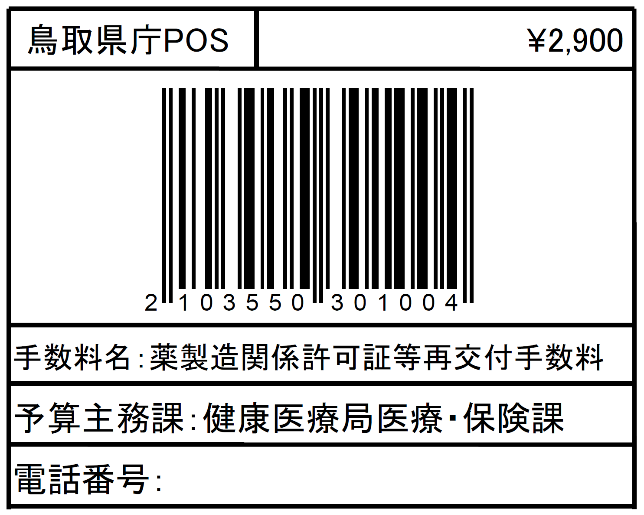 鳥取県庁POS
¥2,900
2 103550 301004
手数料名：薬製造関係許可証等再交付手数料
予算主務課：健康医療局医療・保険課
電話番号：